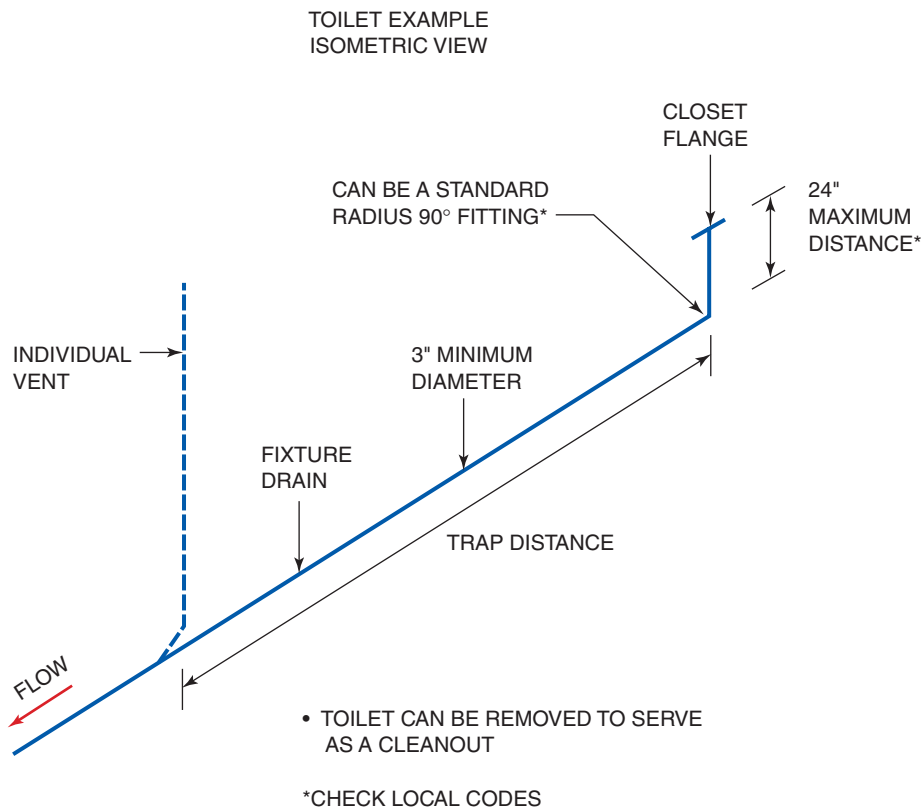 TOILET EXAMPLE
ISOMETRIC VIEW
CLOSET
FLANGE
CAN BE A STANDARD
RADIUS 90° FITTING*
24"
MAXIMUM
DISTANCE*
INDIVIDUAL
VENT
3" MINIMUM
DIAMETER
FIXTURE
DRAIN
TRAP DISTANCE
FLOW
• TOILET CAN BE REMOVED TO SERVE
AS A CLEANOUT
*CHECK LOCAL CODES